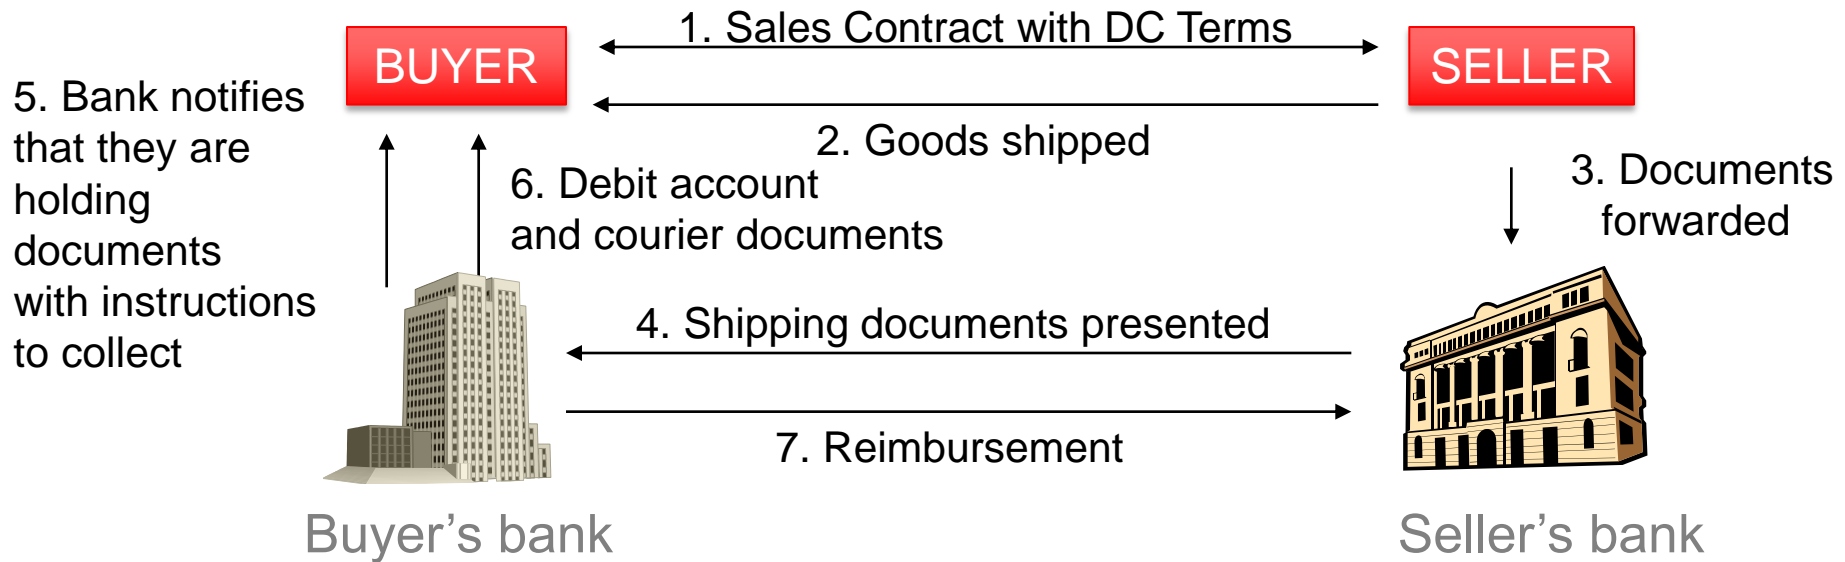 1. Sales Contract with DC Terms
BUYER
SELLER
2. Goods shipped
3. Documents
forwarded
5. Bank notifies
that they are
holding
documents
with instructions
to collect
6. Debit account
and courier documents
4. Shipping documents presented
7. Reimbursement
Buyer’s bank
Seller’s bank